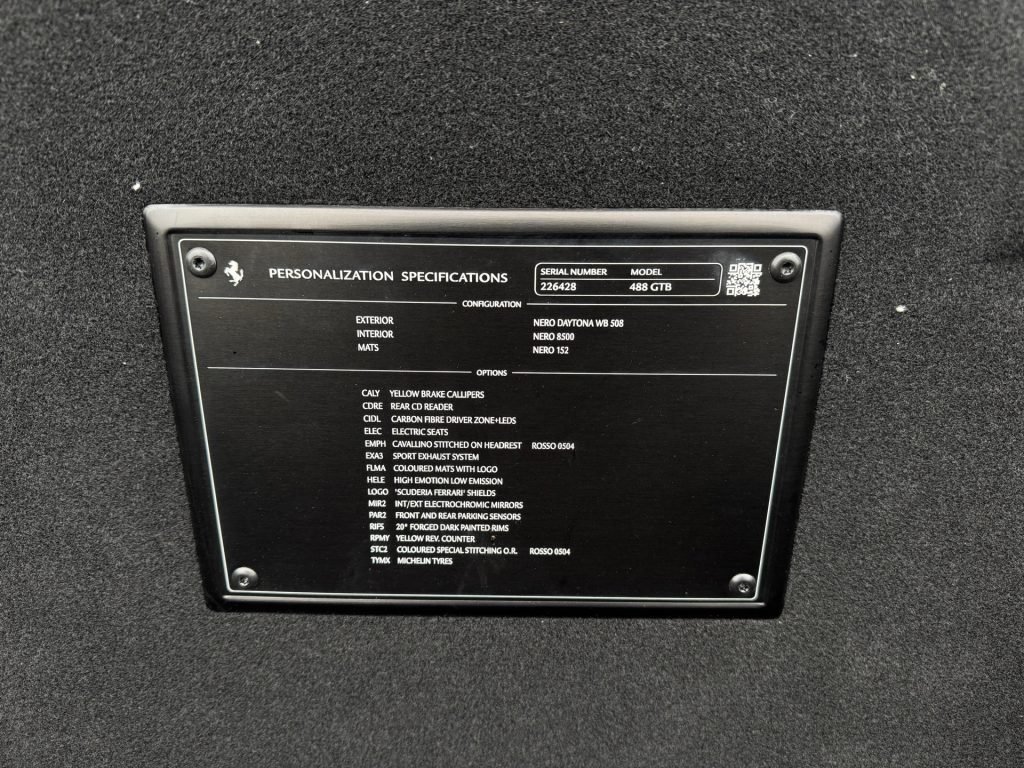 PERSONALIZATION SPECIFICATIONS
SERIAL NUMBER MODEL
226428 488 GTB
CONFIGURATION
EXTERIOR NERO DAYTONA WB 508
INTERIOR NERO 8500
MATS NERO 152
OPTIONS
CALY YELLOW BRAKE CALLIPERS
CDRE REAR CD READER
CIDL CARBON FIBRE DRIVER ZONE+LEDS
ELEC ELECTRIC SEATS
EMPH CAVALLINO STITCHED ON HEADREST ROSSO 0504
EXA3 SPORT EXHAUST SYSTEM
FLMA COLOURED MATS WITH LOGO
HELE HIGH EMOTION LOW EMISSION
LOGO 'SCUDERIA FERRARI' SHIELDS
MIR2 INT/EXT ELECTROCHROMIC MIRRORS
PAR2 FRONT AND REAR PARKING SENSORS
RIF5 20" FORGED DARK PAINTED RIMS
RPMY YELLOW REV. COUNTER
STC2 COLOURED SPECIAL STITCHING O.R. ROSSO 0504
TYMX MICHELIN TYRES